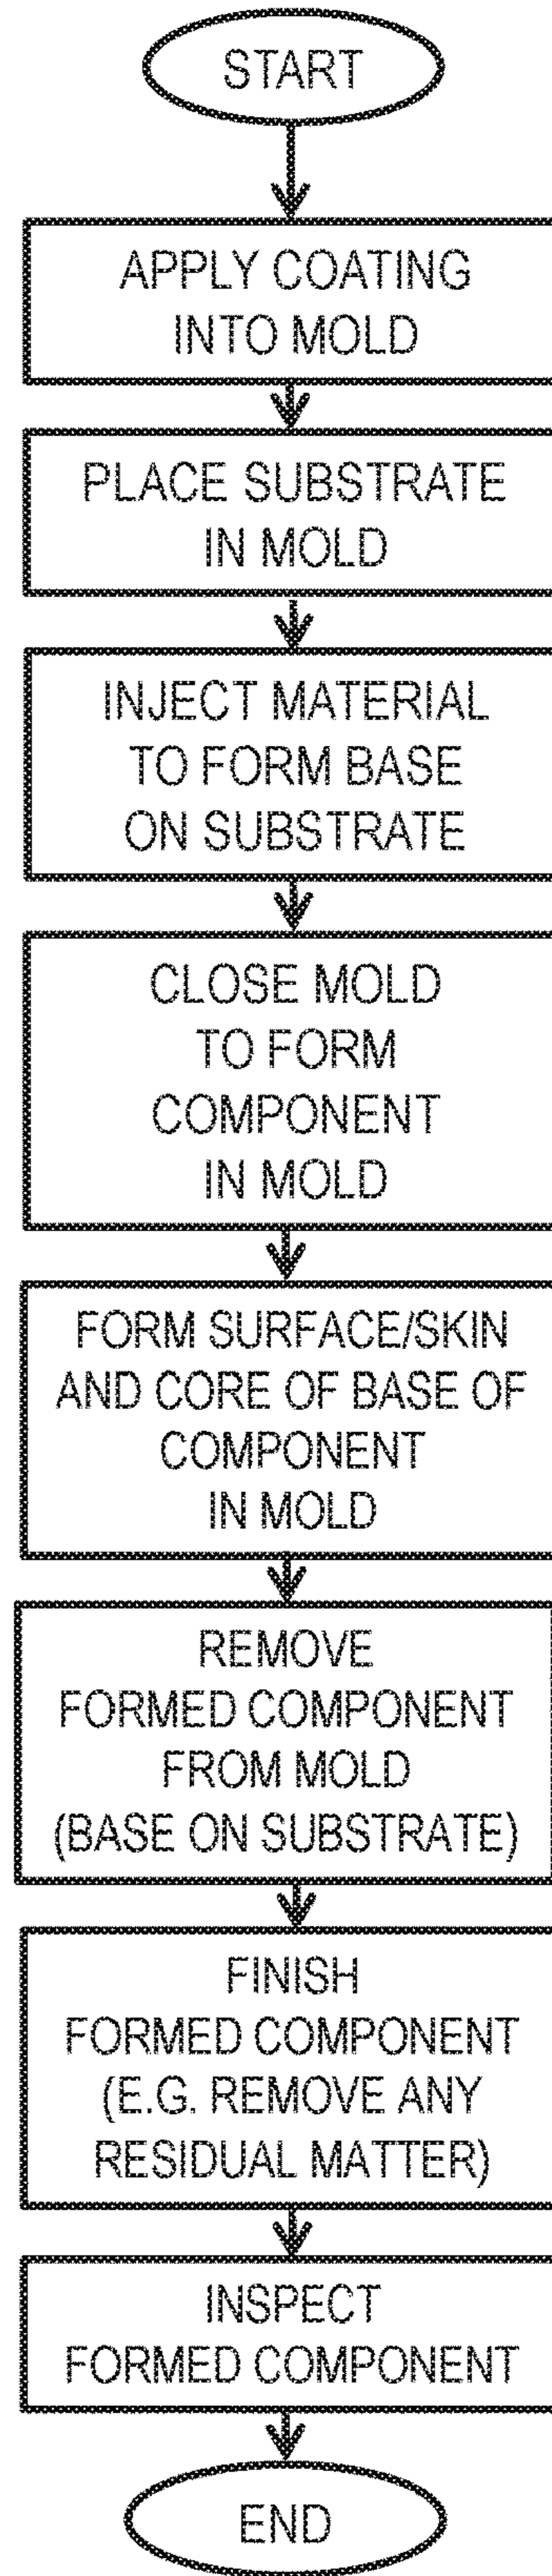 START
APPLY COATING
INTO MOLD
PLACE SUBSTRATE
IN MOLD
INJECT MATERIAL
TO FORM BASE
ON SUBSTRATE
CLOSE MOLD
TO FORM
COMPONENT
IN MOLD
FORM SURFACE/SKIN
AND CORE OF BASE OF
COMPONENT
IN MOLD
REMOVE
FORMED COMPONENT
FROM MOLD
(BASE ON SUBSTRATE)
FINISH
FORMED COMPONENT
(E.G. REMOVE ANY
RESIDUAL MATTER)
INSPECT
FORMED COMPONENT
END